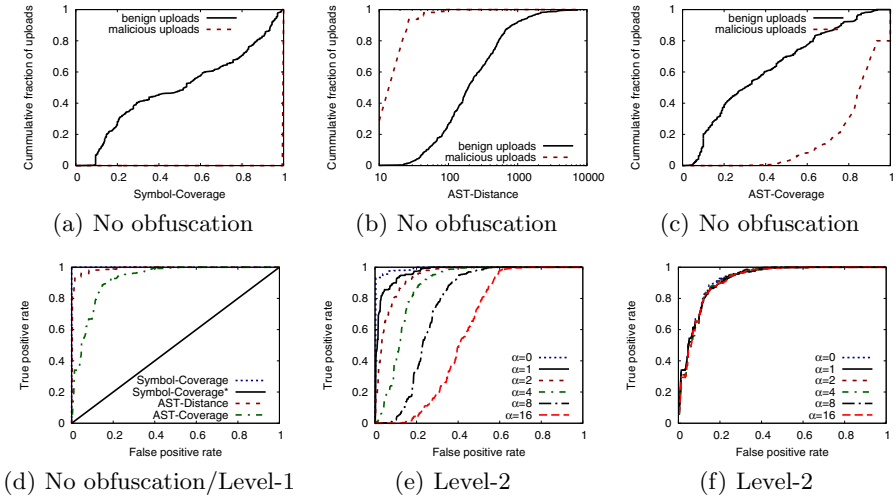 Cummulative fraction of uploads
1
0.8
0.6
0.4
0.2
0
benign uploads
malicious uploads
0 0.2 0.4 0.6 0.8 1
Symbol-Coverage
(a) No obfuscation
Cummulative fraction of uploads
1
0.8
0.6
0.4
0.2
0
benign uploads
malicious uploads
10 100 1000 10000
AST-Distance
(b) No obfuscation
Cummulative fraction of uploads
1
0.8
0.6
0.4
0.2
0
benign uploads
malicious uploads
0 0.2 0.4 0.6 0.8 1
AST-Coverage
(c) No obfuscation
True positive rate
1
0.8
0.6
0.4
0.2
0
Symbol-Coverage
Symbol-Coverage*
AST-Distance
AST-Coverage
0 0.2 0.4 0.6 0.8 1
False positive rate
(d) No obfuscation/Level-1
True positive rate
1
0.8
0.6
0.4
0.2
0
α=0
α=1
α=2
α=4
α=8
α=16
0 0.2 0.4 0.6 0.8 1
False positive rate
(e) Level-2
True positive rate
1
0.8
0.6
0.4
0.2
0
α=0
α=1
α=2
α=4
α=8
α=16
0 0.2 0.4 0.6 0.8 1
False positive rate
(f) Level-2